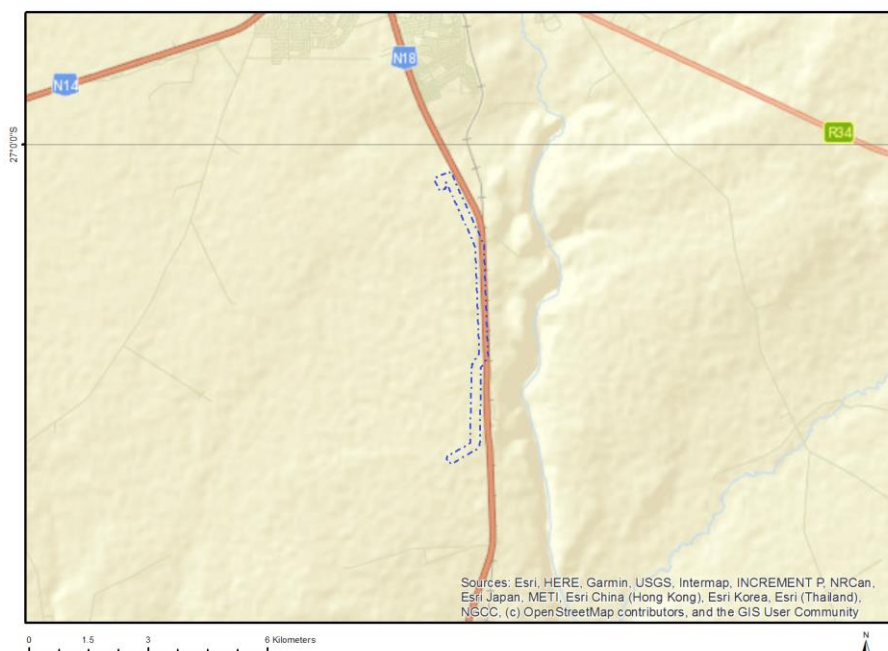 N14
N18
R34
27°0'0"S
Sources: Esri, HERE, Garmin, USGS, Intermap, INCREMENT P, NRCan,
Esri Japan, METI, Esri China (Hong Kong), Esri Korea, Esri (Thailand),
NGCC, (c) OpenStreetMap contributors, and the GIS User Community
0 1.5 3 6 Kilometers
N